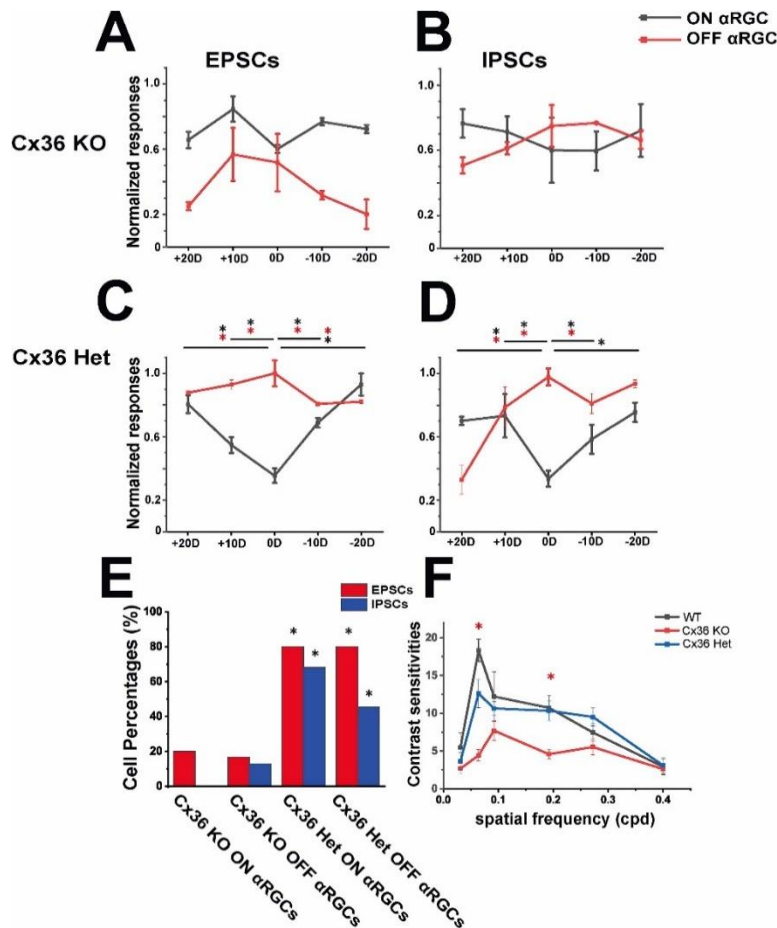 A
B
ON αRGC
OFF αRGC
EPSCs
IPSCs
Cx36 KO
Normalized responses
1.0
0.6
0.2
0
+20D +10D 0D -10D -20D
1.0
0.6
0.2
0
+20D +10D 0D -10D -20D
C
D
Cx36 Het
* * * *
* * * *
* * * *
* * *
Normalized responses
1.0
0.6
0.2
0
+20D +10D 0D -10D -20D
1.0
0.6
0.2
0
+20D +10D 0D -10D -20D
E
EPSCs
IPSCs
Cell Percentages (%)
100
80
60
40
20
0
* * * *
Cx36 KO ON αRGCs
Cx36 KO OFF αRGCs
Cx36 Het ON αRGCs
Cx36 Het OFF αRGCs
F
WT
Cx36 KO
Cx36 Het
* *
Contrast sensitivities
20
15
10
5
0
0.0 0.1 0.2 0.3 0.4
spatial frequency (cpd)